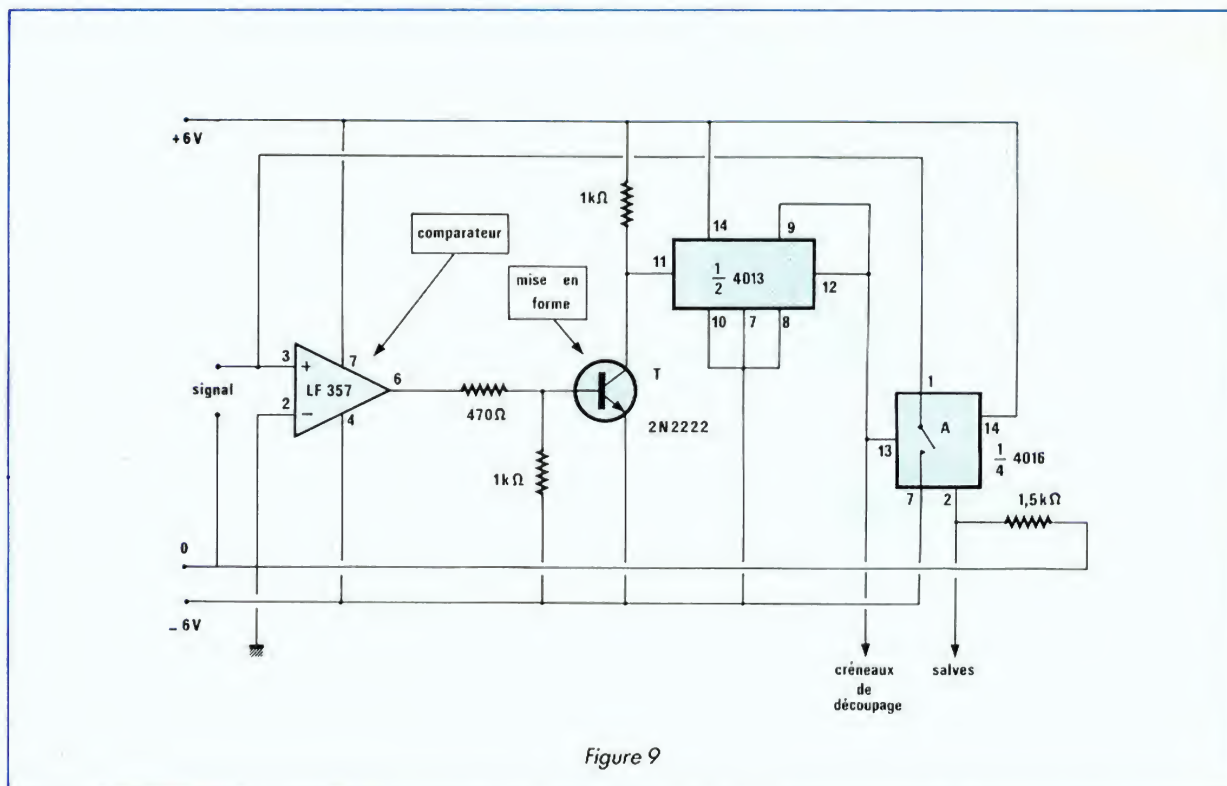 +6V
1kΩ
comparateur
14
9
11
1/2 4013
12
mise en
forme
10
7
8
3
+
7
LF 357
6
2
−
4
signal
470Ω
T
2N2222
1kΩ
1
A
14
13
1/4 4016
7
2
1,5kΩ
0
− 6V
créneaux
de
découpage
salves
Figure 9